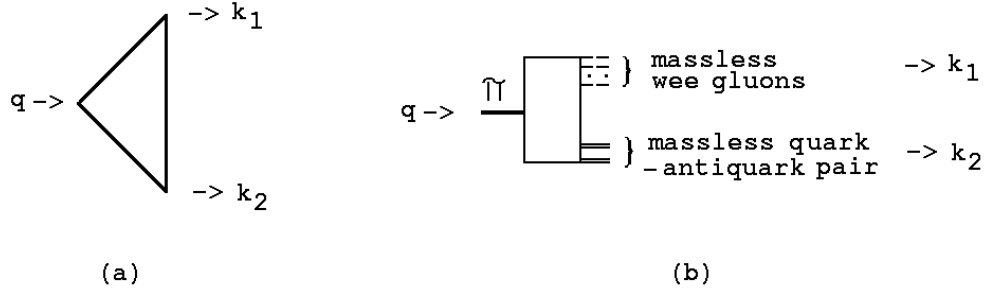 -> k1
q ->
-> k2
(a)
π̃
q ->
} massless
wee gluons
-> k1
} massless quark
-antiquark pair
-> k2
(b)